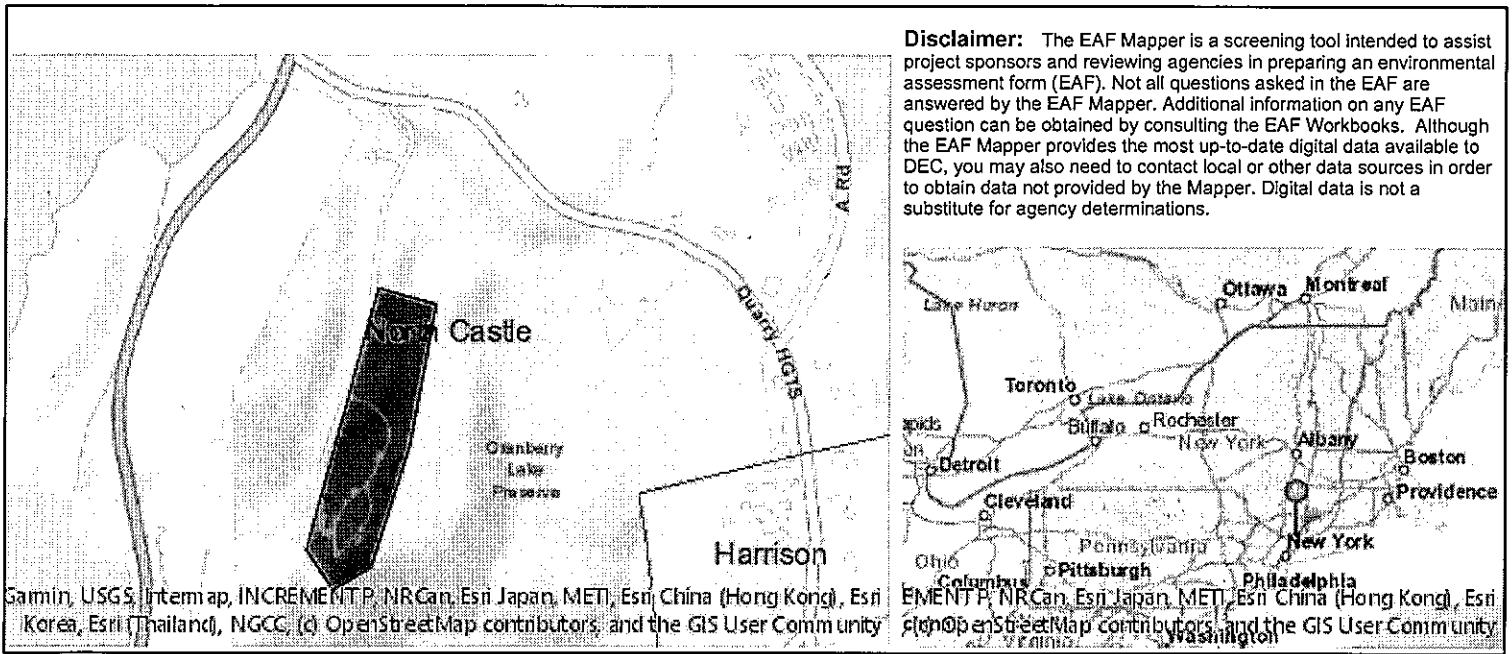 Disclaimer: The EAF Mapper is a screening tool intended to assist
project sponsors and reviewing agencies in preparing an environmental
assessment form (EAF). Not all questions asked in the EAF are
answered by the EAF Mapper. Additional information on any EAF
question can be obtained by consulting the EAF Workbooks. Although
the EAF Mapper provides the most up-to-date digital data available to
DEC, you may also need to contact local or other data sources in order
to obtain data not provided by the Mapper. Digital data is not a
substitute for agency determinations.
A Rd
Quarry HGTS
North Castle
Cranberry
Lake
Preserve
Harrison
Garmin, USGS, Intermap, INCREMENT P, NRCan, Esri Japan, METI, Esri China (Hong Kong), Esri
Korea, Esri (Thailand), NGCC, (c) OpenStreetMap contributors, and the GIS User Community
Ottawa
Montreal
Lake Huron
Toronto
Lake Ontario
Buffalo
Rochester
New York
Albany
Detroit
Boston
Cleveland
Providence
Pennsylvania
New York
Ohio
Columbus
Pittsburgh
Philadelphia
EMENT P, NRCan, Esri Japan, METI, Esri China (Hong Kong), Esri
OpenStreetMap contributors, and the GIS User Community
Washington